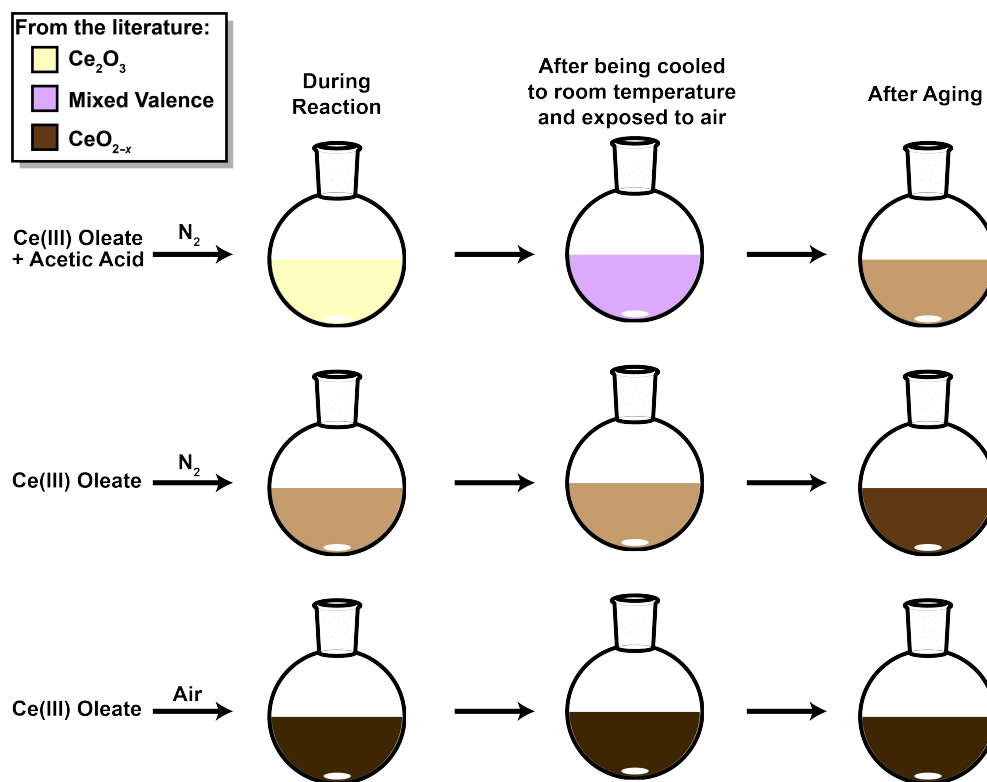 From the literature:
Ce₂O₃
Mixed Valence
CeO₂₋ₓ
During
Reaction
After being cooled
to room temperature
and exposed to air
After Aging
Ce(III) Oleate
+ Acetic Acid
N₂
Ce(III) Oleate
N₂
Ce(III) Oleate
Air